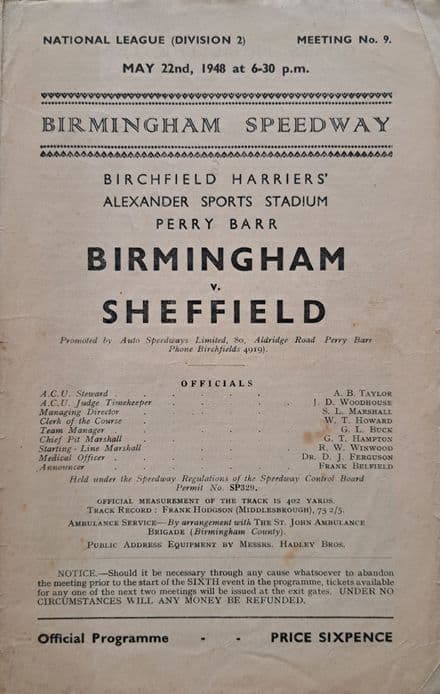 NATIONAL LEAGUE (DIVISION 2) MEETING No. 9.
MAY 22nd, 1948 at 6-30 p.m.
BIRMINGHAM SPEEDWAY
BIRCHFIELD HARRIERS'
ALEXANDER SPORTS STADIUM
PERRY BARR
BIRMINGHAM
v.
SHEFFIELD
Promoted by Auto Speedways Limited, 80, Aldridge Road Perry Barr
Phone Birchfields 4919).
OFFICIALS
A.C.U. Steward . . . . . . A. B. TAYLOR
A.C.U. Judge Timekeeper . . . . . J. D. WOODHOUSE
Managing Director . . . . . . S. L. MARSHALL
Clerk of the Course . . . . . . W. T. HOWARD
Team Manager . . . . . . G. L. BUCK
Chief Pit Marshall . . . . . . G. T. HAMPTON
Starting-Line Marshall . . . . . R. W. WINWOOD
Medical Officer . . . . . . DR. D. J. FERGUSON
Announcer . . . . . . FRANK BELFIELD
Held under the Speedway Regulations of the Speedway Control Board
Permit No. SP329.
OFFICIAL MEASUREMENT OF THE TRACK IS 402 YARDS.
TRACK RECORD : FRANK HODGSON (MIDDLESBROUGH), 75 2/5.
AMBULANCE SERVICE—By arrangement with THE ST. JOHN AMBULANCE
BRIGADE (Birmingham County).
PUBLIC ADDRESS EQUIPMENT BY MESSRS. HADLEY BROS.
NOTICE.—Should it be necessary through any cause whatsoever to abandon
the meeting prior to the start of the SIXTH event in the programme, tickets available
for any one of the next two meetings will be issued at the exit gates. UNDER NO
CIRCUMSTANCES WILL ANY MONEY BE REFUNDED.
Official Programme - - PRICE SIXPENCE